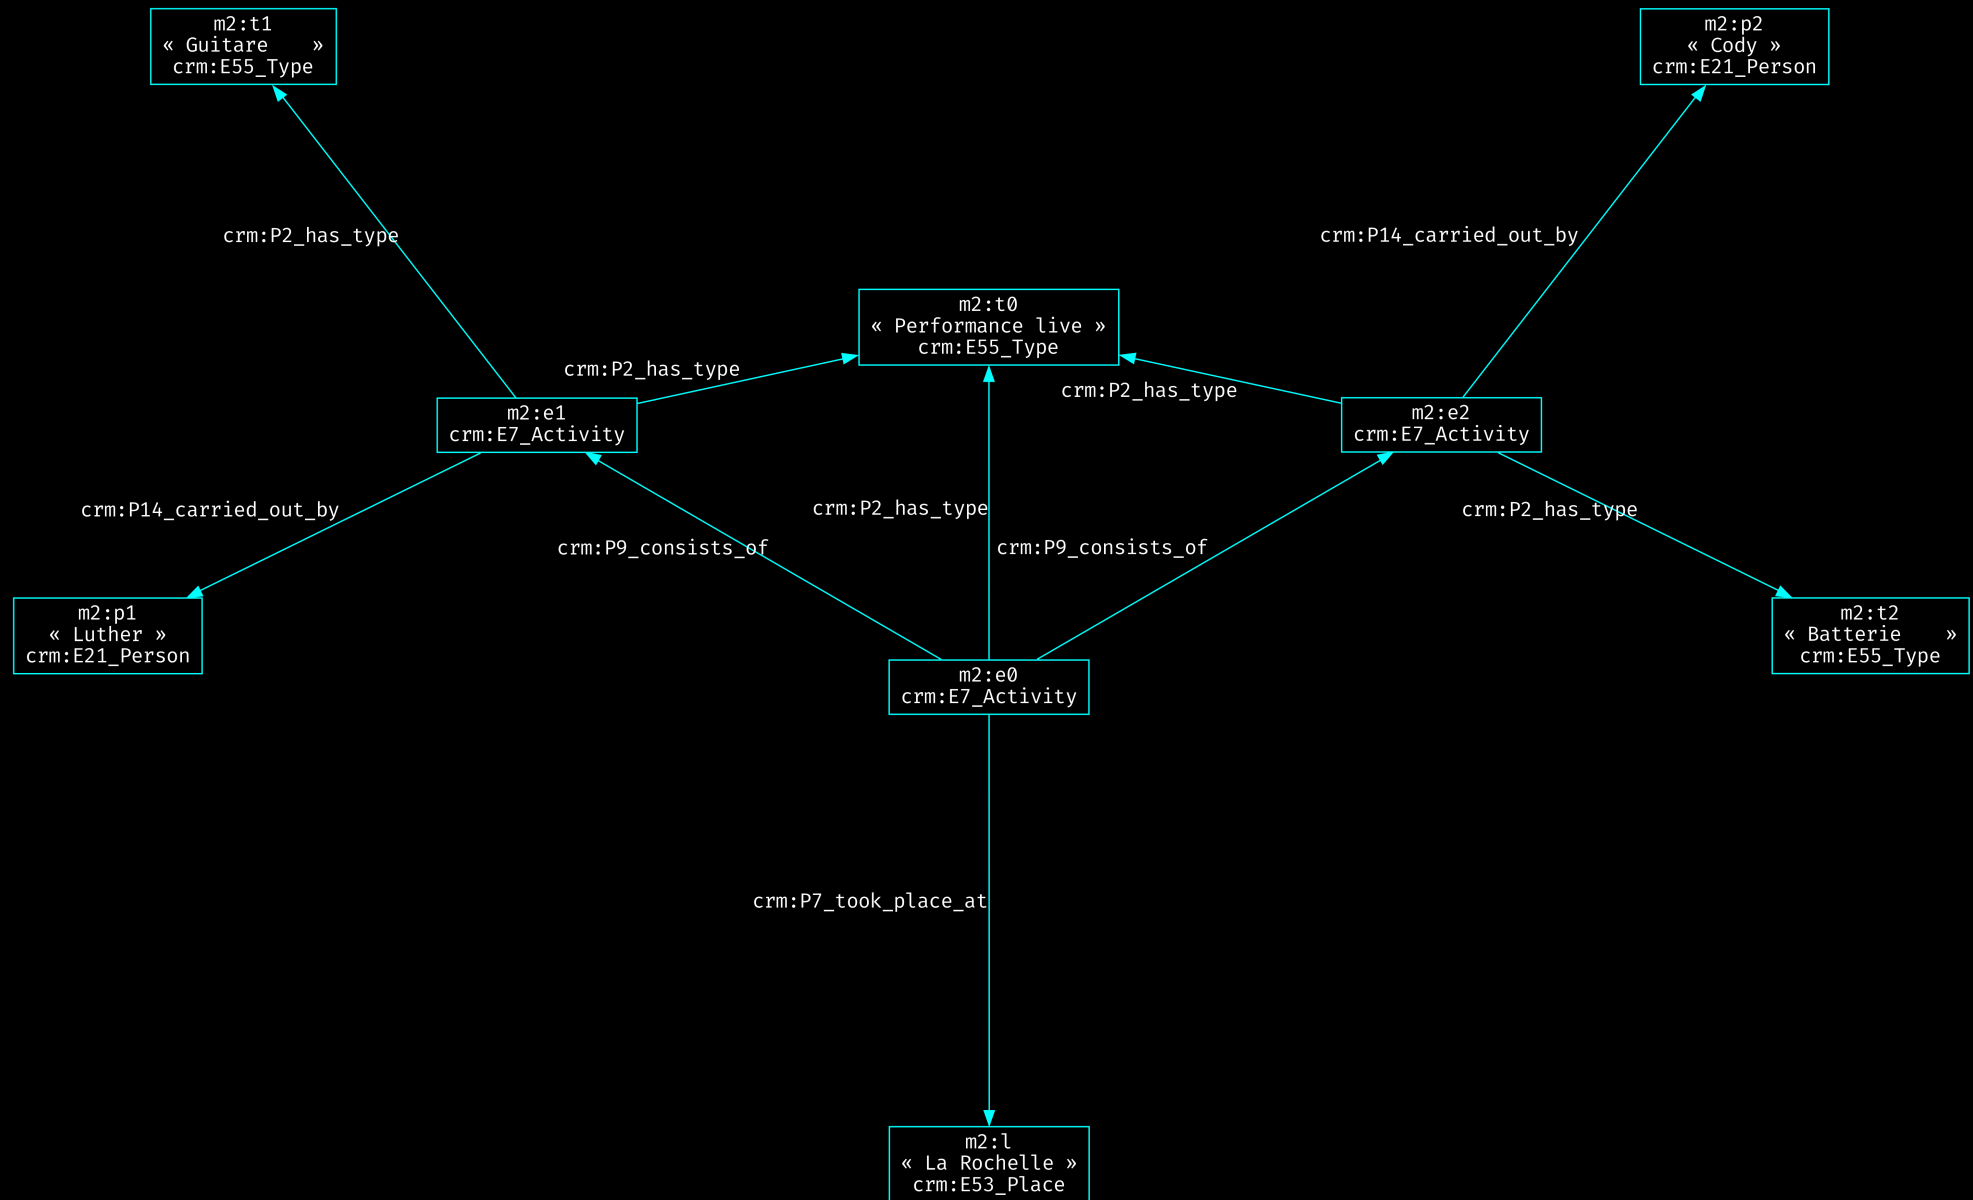 m2:t1
« Guitare    »
crm:E55_Type
m2:p2
« Cody »
crm:E21_Person
crm:P2_has_type
crm:P14_carried_out_by
m2:t0
« Performance live »
crm:E55_Type
crm:P2_has_type
crm:P2_has_type
m2:e1
crm:E7_Activity
m2:e2
crm:E7_Activity
crm:P14_carried_out_by
crm:P2_has_type
crm:P2_has_type
crm:P9_consists_of
crm:P9_consists_of
m2:p1
« Luther »
crm:E21_Person
m2:t2
« Batterie    »
crm:E55_Type
m2:e0
crm:E7_Activity
crm:P7_took_place_at
m2:l
« La Rochelle »
crm:E53_Place